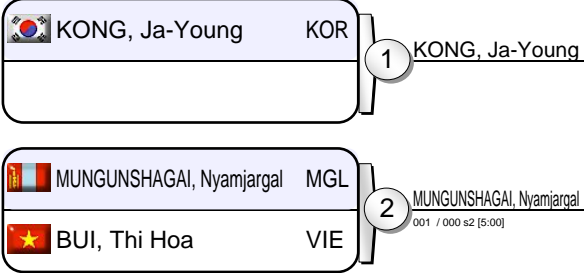 KONG, Ja-Young KOR
1 KONG, Ja-Young
MUNGUNSHAGAI, Nyamjargal MGL
2 MUNGUNSHAGAI, Nyamjargal
001 / 000 s2 [5:00]
BUI, Thi Hoa VIE